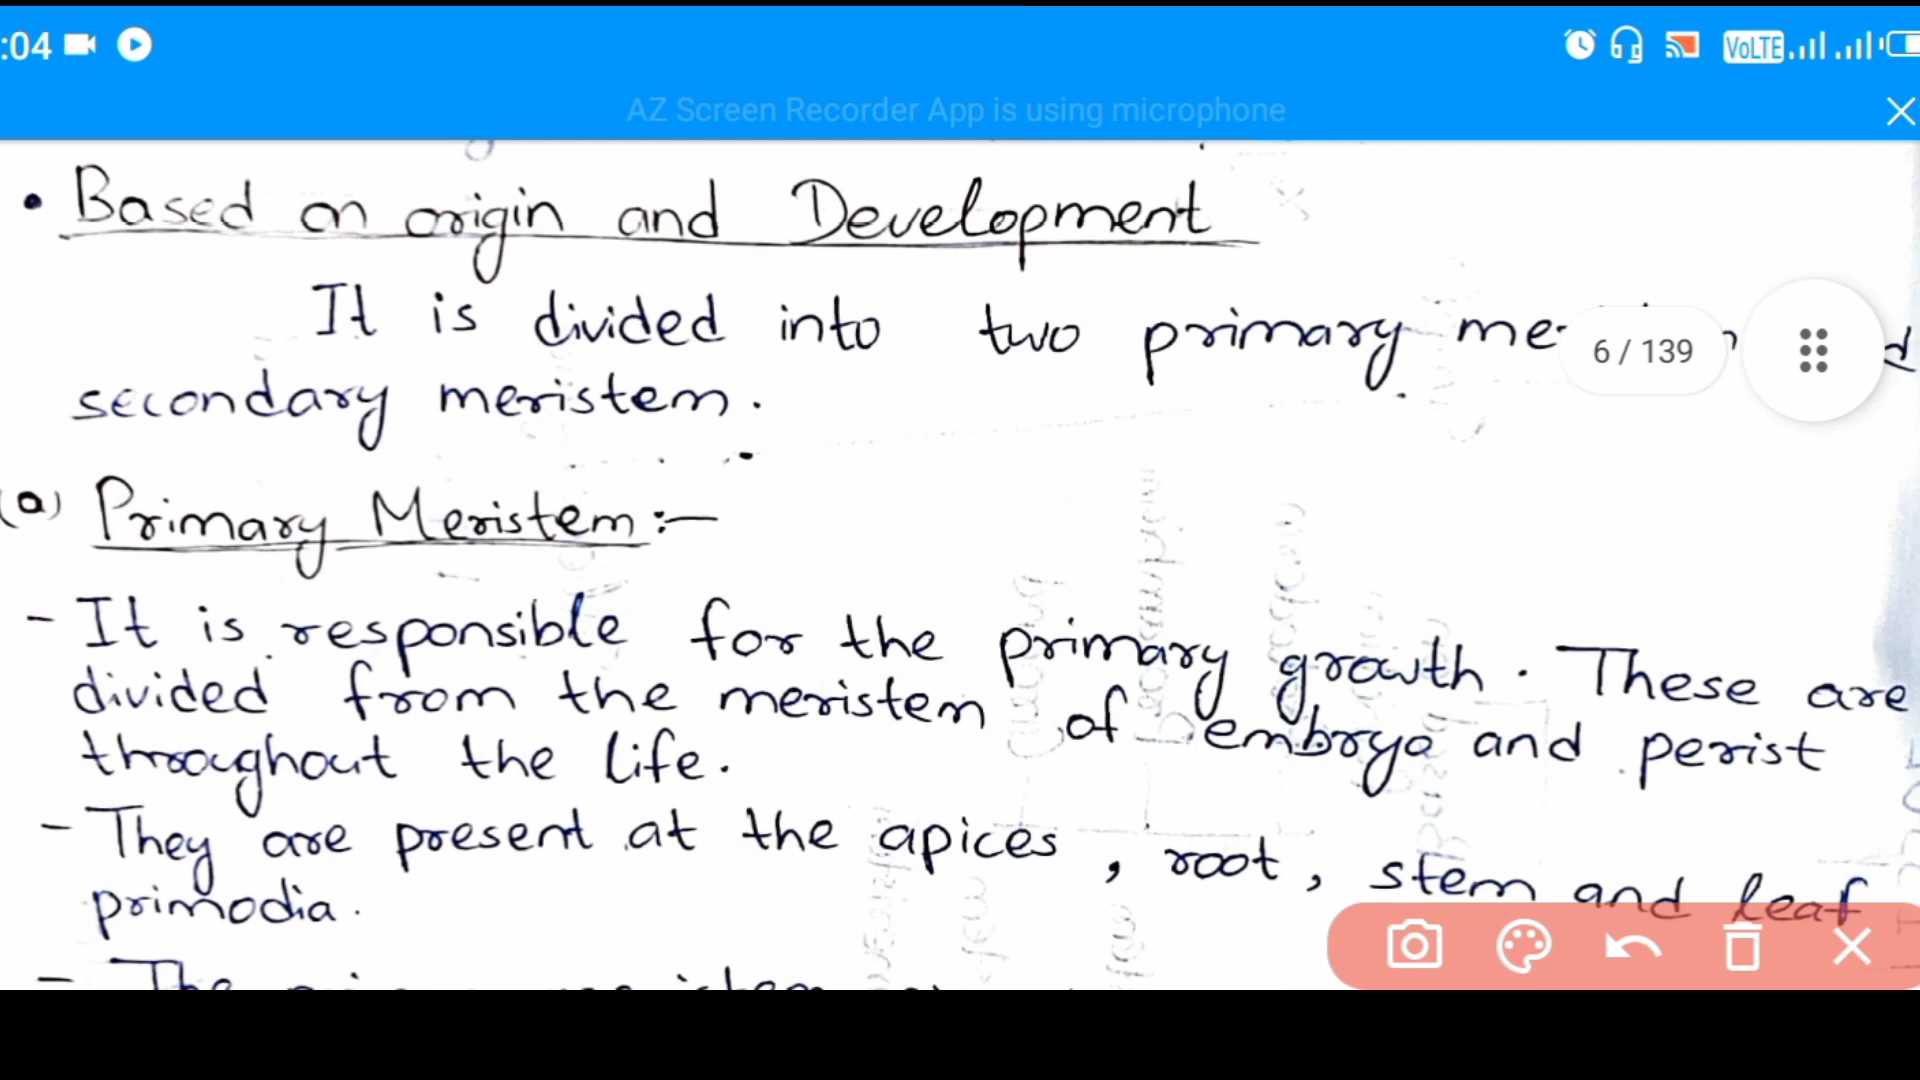 :04 VoLTE
AZ Screen Recorder App is using microphone
• Based on origin and Development
It is divided into two primary
6 / 139
secondary meristem.
(a) Primary Meristem :-
- It is responsible for the primary growth. These are
divided from the meristem of embryo and perist
throughout the life.
- They are present at the apices, root, stem and leaf
primodia.